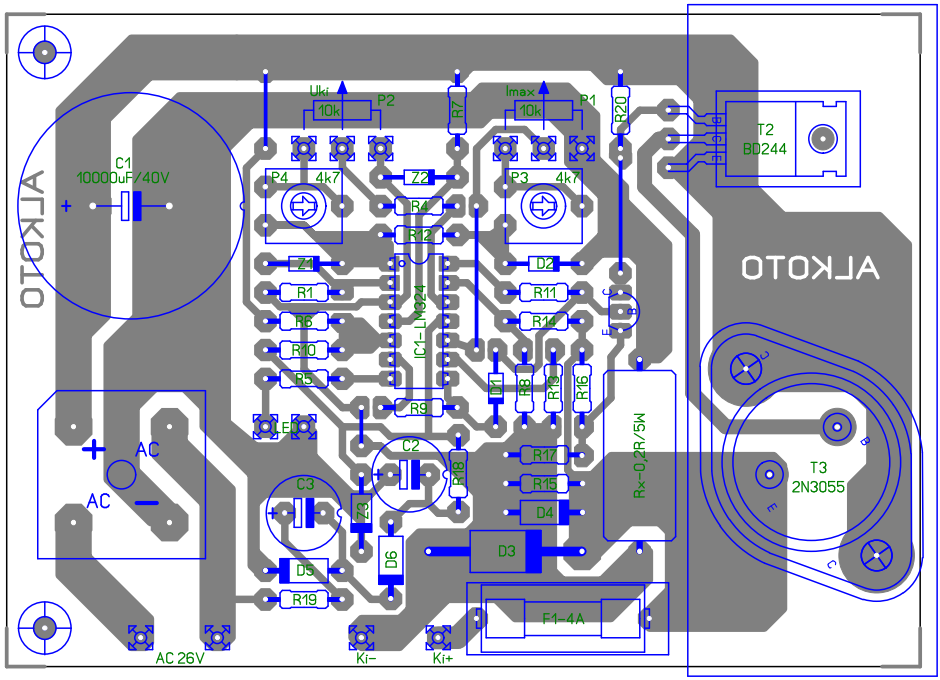 Uki
10k
P2
R7
Imax
10k
P1
R20
T2
BD244
B
C
E
C1
10000uF/40V
+
P4 4k7
Z2
P3 4k7
R4
R12
ALKOTO
ALKOTO
Z1
D2
R1
R11
C
B
E
R6
R14
IC1-LM324
R10
R5
D1
R8
R13
R16
R9
LED
C2
Rx-0,2R/5W
C
B
E
C
T3
2N3055
+ AC
AC -
R17
R15
R18
C3
+
+
Z3
D4
D3
D6
D5
R19
F1-4A
AC 26V
Ki-
Ki+